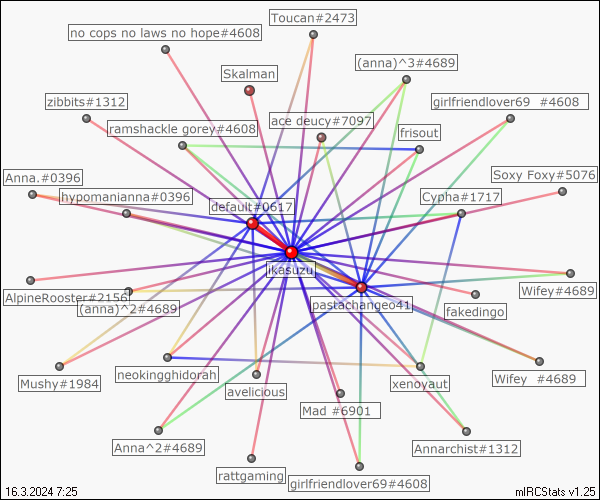 Toucan#2473
no cops no laws no hope#4608
(anna)^3#4689
Skalman
zibbits#1312
girlfriendlover69 #4608
ace deucy#7097
ramshackle gorey#4608
frisout
Anna.#0396
Soxy Foxy#5076
hypomanianna#0396
Cypha#1717
default#0617
ikasuzu
AlpineRooster#2156
Wifey#4689
pastachangeo41
fakedingo
(anna)^2#4689
Mushy#1984
neokingghidorah
Wifey #4689
xenoyaut
avelicious
Mad #6901
Anna^2#4689
Annarchist#1312
rattgaming
girlfriendlover69#4608
16.3.2024 7:25
mIRCStats v1.25